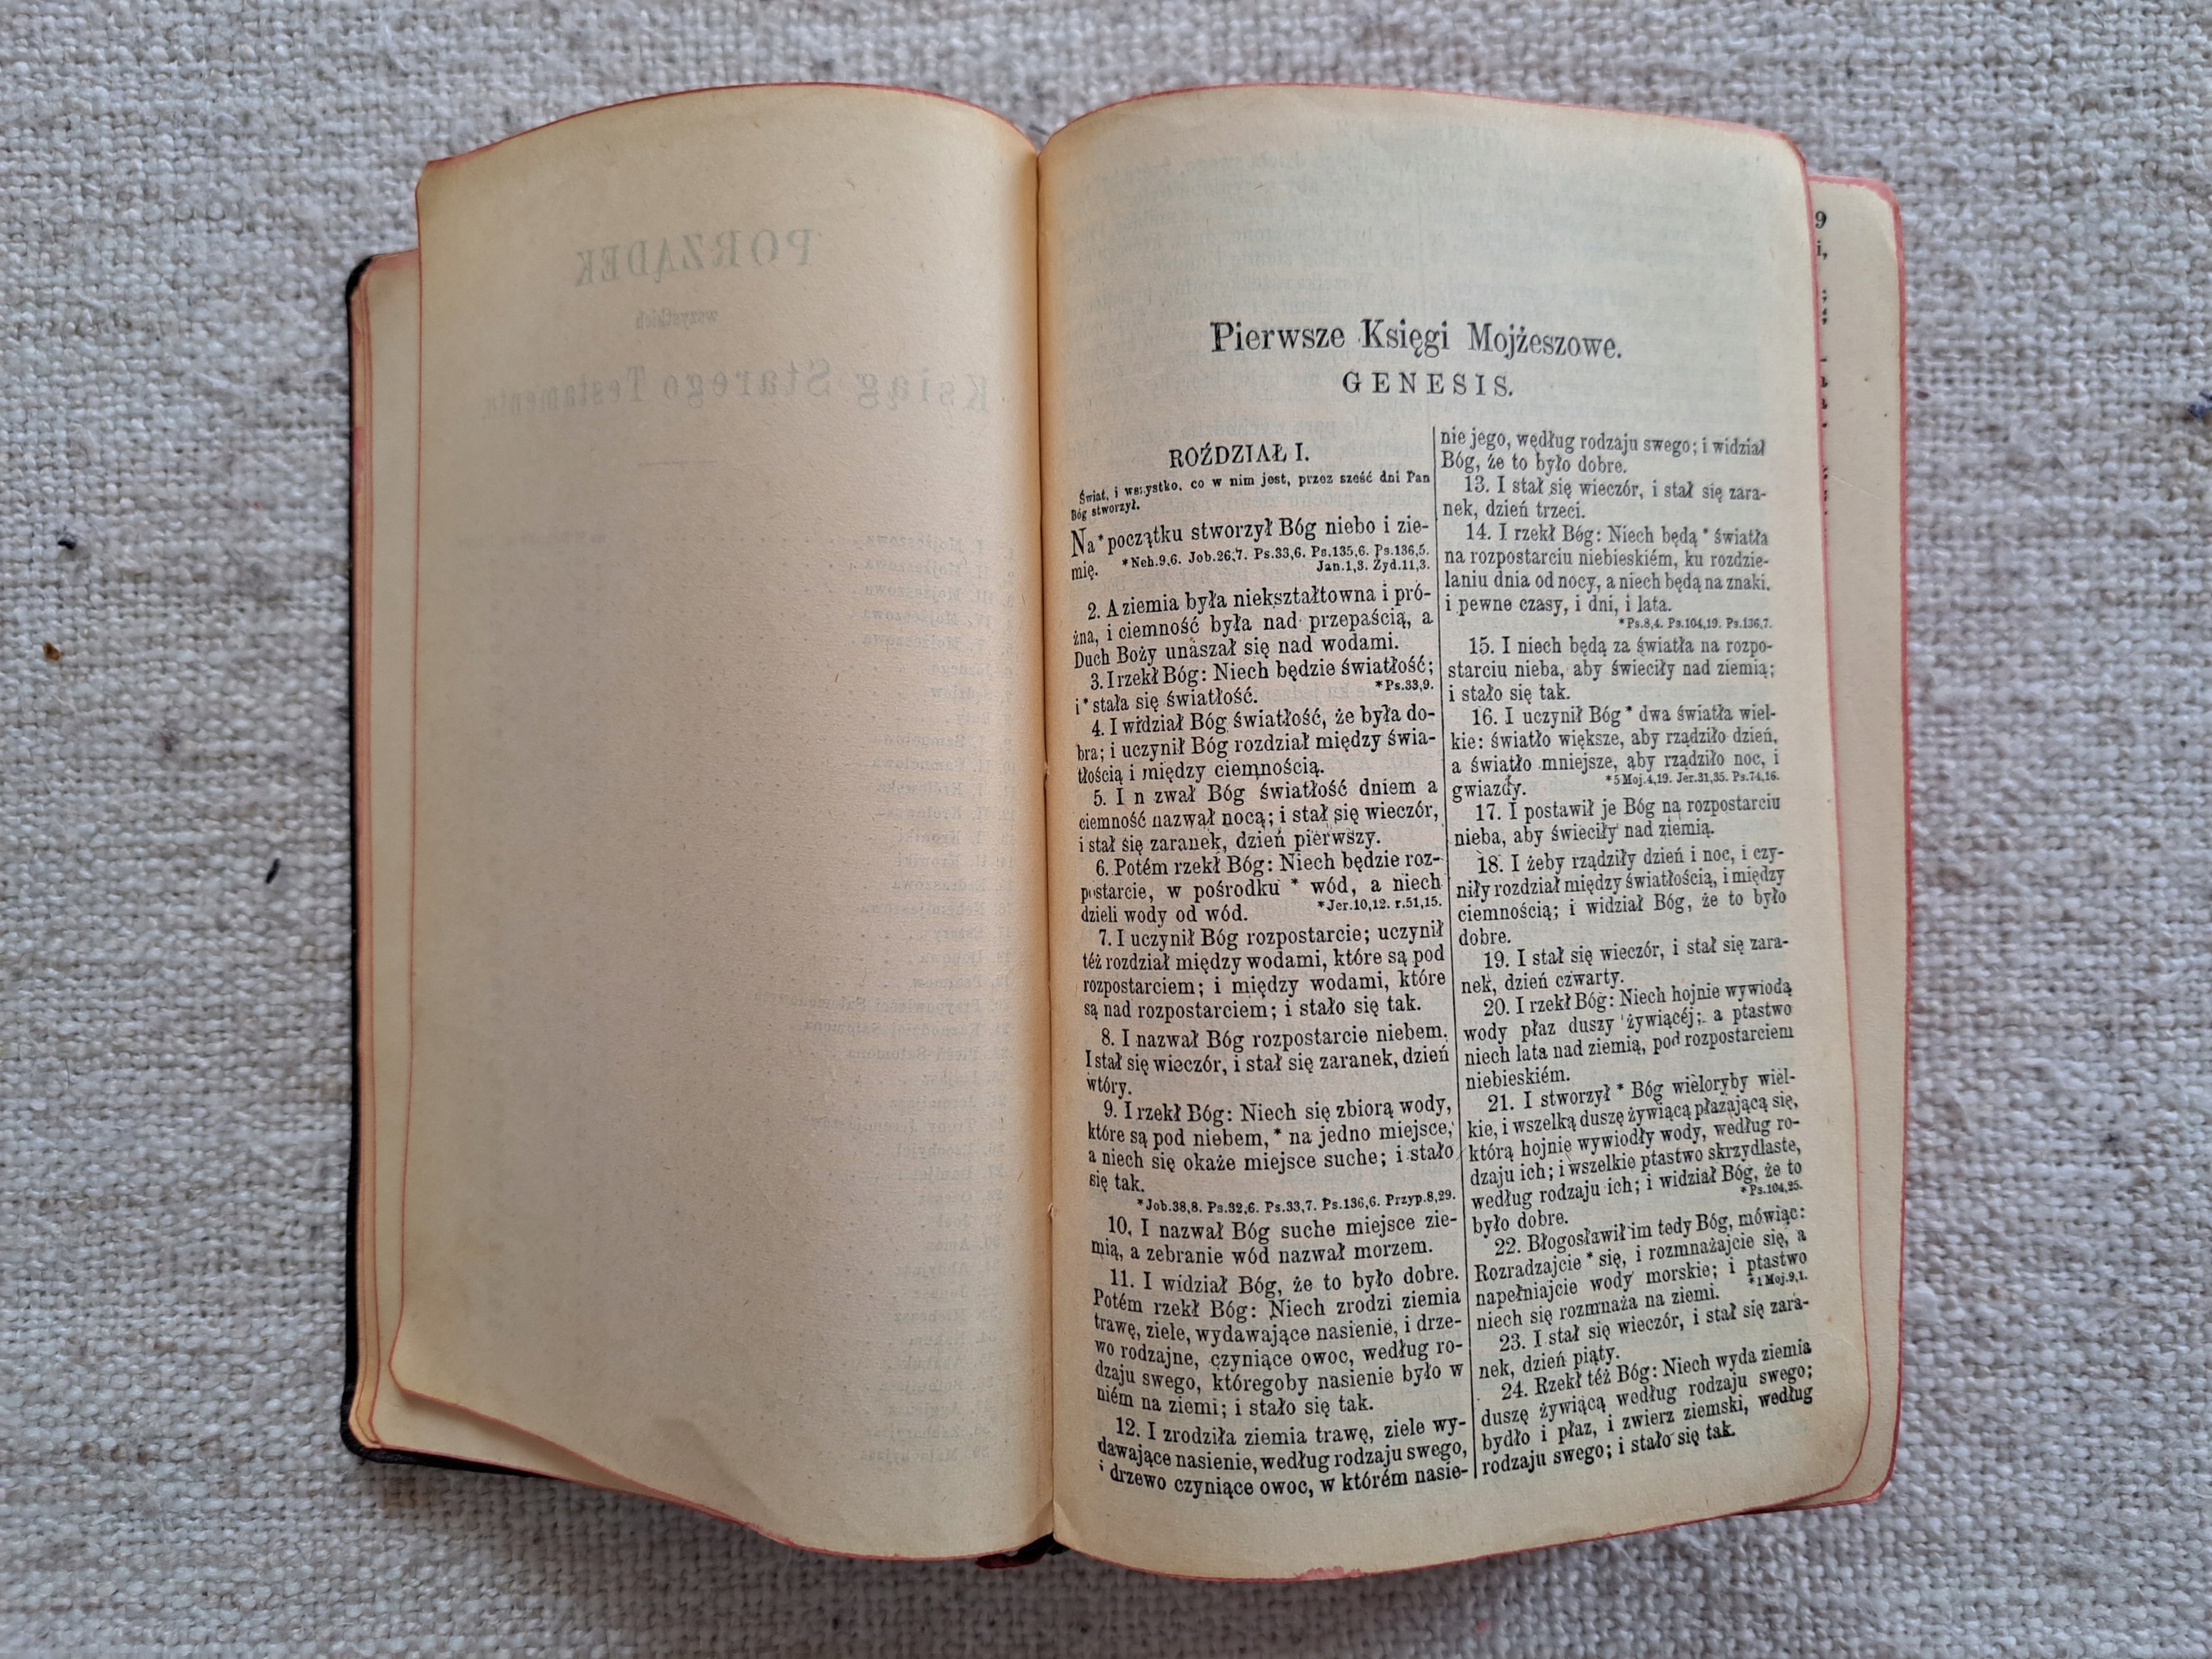 PORZĄDEK
wszystkich
Ksiąg Starego Testamentu
Pierwsze Księgi Mojżeszowe.
GENESIS.
ROŹDZIAŁ I.
Świat, i wszystko, co w nim jest, przez sześć dni Pan
Bóg stworzył.
Na * początku stworzył Bóg niebo i zie-
mię. *Neh.9,6. Job.26,7. Ps.33,6. Ps.135,6. Ps.136,5.
Jan.1,3. Żyd.11,3.
2. A ziemia była niekształtowna i pró-
żna, i ciemność była nad przepaścią, a
Duch Boży unaszał się nad wodami.
3. I rzekł Bóg: Niech będzie światłość;
i * stała się światłość. *Ps.33,9.
4. I widział Bóg światłość, że była do-
bra; i uczynił Bóg rozdział między świa-
tłością i między ciemnością.
5. I n zwał Bóg światłość dniem a
ciemność nazwał nocą; i stał się wieczór,
i stał się zaranek, dzień pierwszy.
6. Potém rzekł Bóg: Niech będzie roz-
postarcie, w pośrodku * wód, a niech
dzieli wody od wód. *Jer.10,12. r.51,15.
7. I uczynił Bóg rozpostarcie; uczynił
téż rozdział między wodami, które są pod
rozpostarciem; i między wodami, które
są nad rozpostarciem; i stało się tak.
8. I nazwał Bóg rozpostarcie niebem.
I stał się wieczór, i stał się zaranek, dzień
wtóry.
9. I rzekł Bóg: Niech się zbiorą wody,
które są pod niebem, * na jedno miejsce,
a niech się okaże miejsce suche; i stało
się tak.
*Job.38,8. Ps.32,6. Ps.33,7. Ps.136,6. Przyp.8,29.
10. I nazwał Bóg suche miejsce zie-
mią, a zebranie wód nazwał morzem.
11. I widział Bóg, że to było dobre.
Potém rzekł Bóg: Niech zrodzi ziemia
trawę, ziele, wydawające nasienie, i drze-
wo rodzajne, czyniące owoc, według ro-
dzaju swego, któregoby nasienie było w
niém na ziemi; i stało się tak.
12. I zrodziła ziemia trawę, ziele wy-
dawające nasienie, według rodzaju swego,
i drzewo czyniące owoc, w którém nasie-
nie jego, według rodzaju swego; i widział
Bóg, że to było dobre.
13. I stał się wieczór, i stał się zara-
nek, dzień trzeci.
14. I rzekł Bóg: Niech będą * światła
na rozpostarciu niebieskiém, ku rozdzie-
laniu dnia od nocy, a niech będą na znaki,
i pewne czasy, i dni, i lata.
*Ps.8,4. Ps.104,19. Ps.136,7.
15. I niech będą za światła na rozpo-
starciu nieba, aby świeciły nad ziemią;
i stało się tak.
16. I uczynił Bóg * dwa światła wiel-
kie: światło większe, aby rządziło dzień,
a światło mniejsze, aby rządziło noc, i
gwiazdy. *5 Moj.4,19. Jer.31,35. Ps.74,16.
17. I postawił je Bóg na rozpostarciu
nieba, aby świeciły nad ziemią.
18. I żeby rządziły dzień i noc, i czy-
niły rozdział między światłością, i między
ciemnością; i widział Bóg, że to było
dobre.
19. I stał się wieczór, i stał się zara-
nek, dzień czwarty.
20. I rzekł Bóg: Niech hojnie wywiodą
wody płaz duszy żywiącéj; a ptastwo
niech lata nad ziemią, pod rozpostarciem
niebieskiém.
21. I stworzył * Bóg wieloryby wiel-
kie, i wszelką duszę żywiącą płazającą się,
którą hojnie wywiodły wody, według ro-
dzaju ich; i wszelkie ptastwo skrzydlaste,
według rodzaju ich; i widział Bóg, że to
było dobre. *Ps.104,25.
22. Błogosławił im tedy Bóg, mówiąc:
Rozradzajcie * się, i rozmnażajcie się, a
napełniajcie wody morskie; i ptastwo
niech się rozmnaża na ziemi. *1 Moj.9,1.
23. I stał się wieczór, i stał się zara-
nek, dzień piąty.
24. Rzekł téż Bóg: Niech wyda ziemia
duszę żywiącą według rodzaju swego;
bydło i płaz, i zwierz ziemski, według
rodzaju swego; i stało się tak.